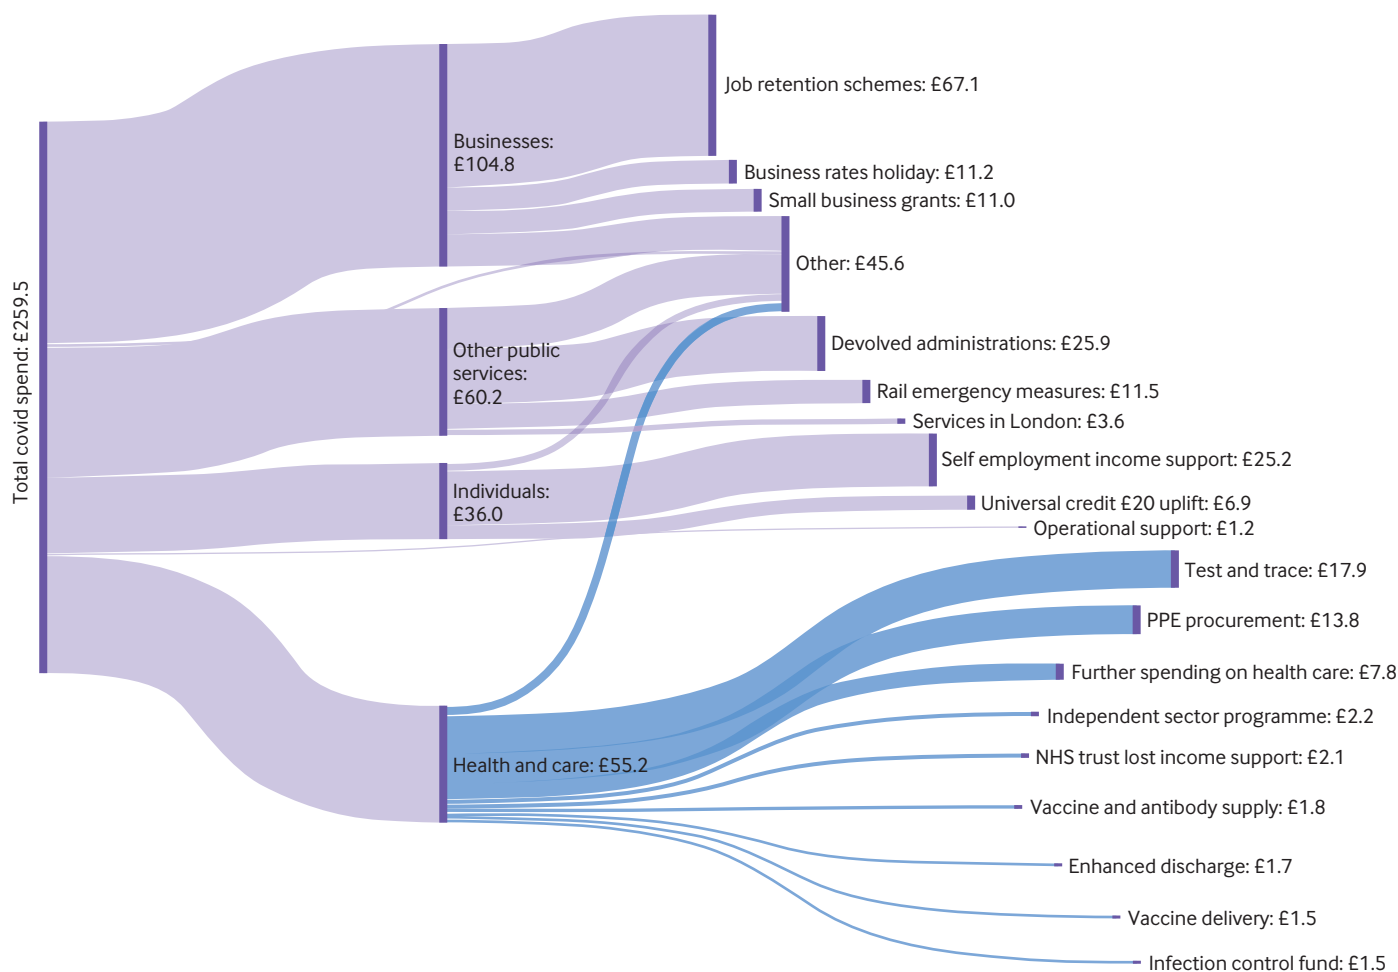 Total covid spend: £259.5
Businesses:
£104.8
Other public
services:
£60.2
Individuals:
£36.0
Health and care: £55.2
Job retention schemes: £67.1
Business rates holiday: £11.2
Small business grants: £11.0
Other: £45.6
Devolved administrations: £25.9
Rail emergency measures: £11.5
Services in London: £3.6
Self employment income support: £25.2
Universal credit £20 uplift: £6.9
Operational support: £1.2
Test and trace: £17.9
PPE procurement: £13.8
Further spending on health care: £7.8
Independent sector programme: £2.2
NHS trust lost income support: £2.1
Vaccine and antibody supply: £1.8
Enhanced discharge: £1.7
Vaccine delivery: £1.5
Infection control fund: £1.5